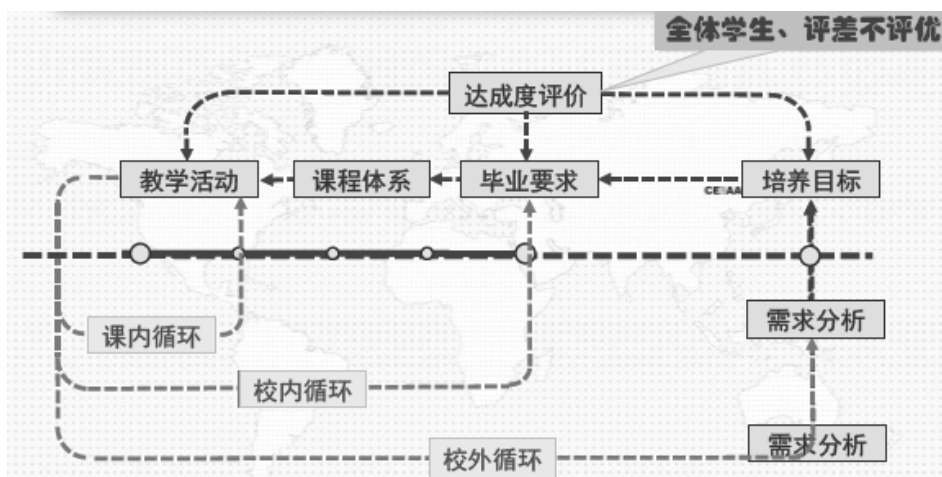 全体学生、评差不评优
达成度评价
教学活动
课程体系
毕业要求
培养目标
CEEAA
需求分析
课内循环
校内循环
需求分析
校外循环